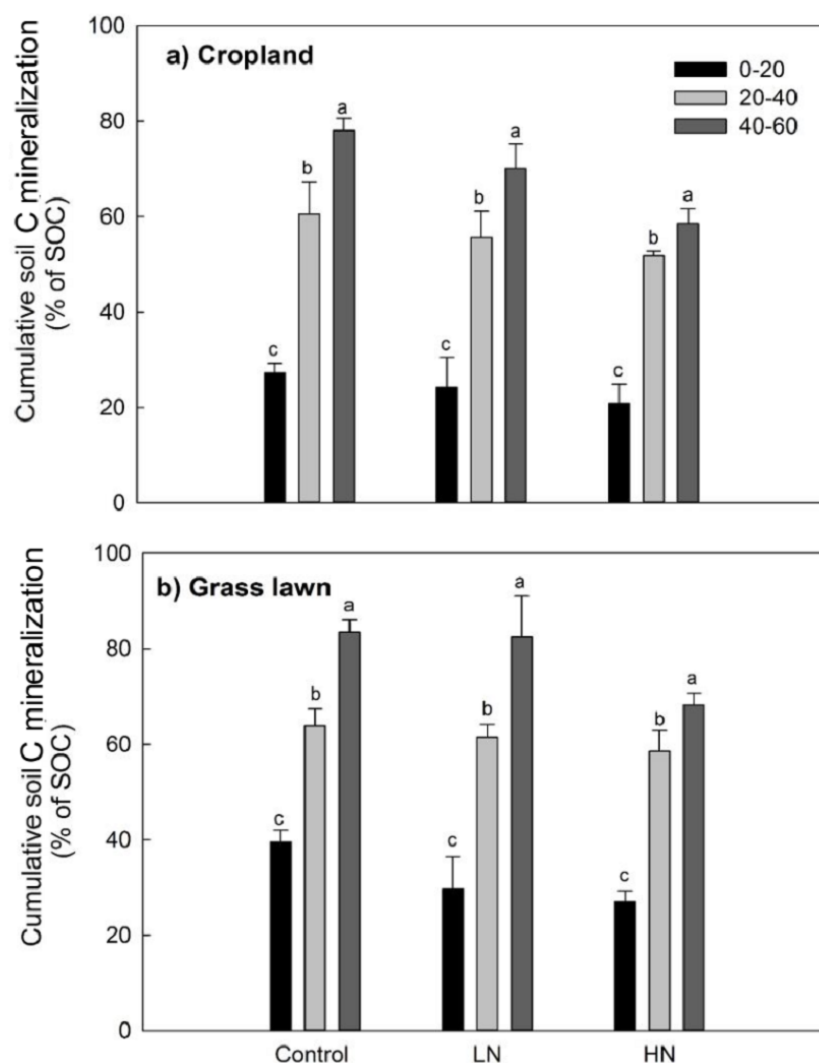 100
80
60
40
20
0
Cumulative soil C mineralization
(% of SOC)
a) Cropland
0-20
20-40
40-60
c
b
a
c
b
a
c
b
a
100
80
60
40
20
0
Cumulative soil C mineralization
(% of SOC)
b) Grass lawn
c
b
a
c
b
a
c
b
a
Control
LN
HN